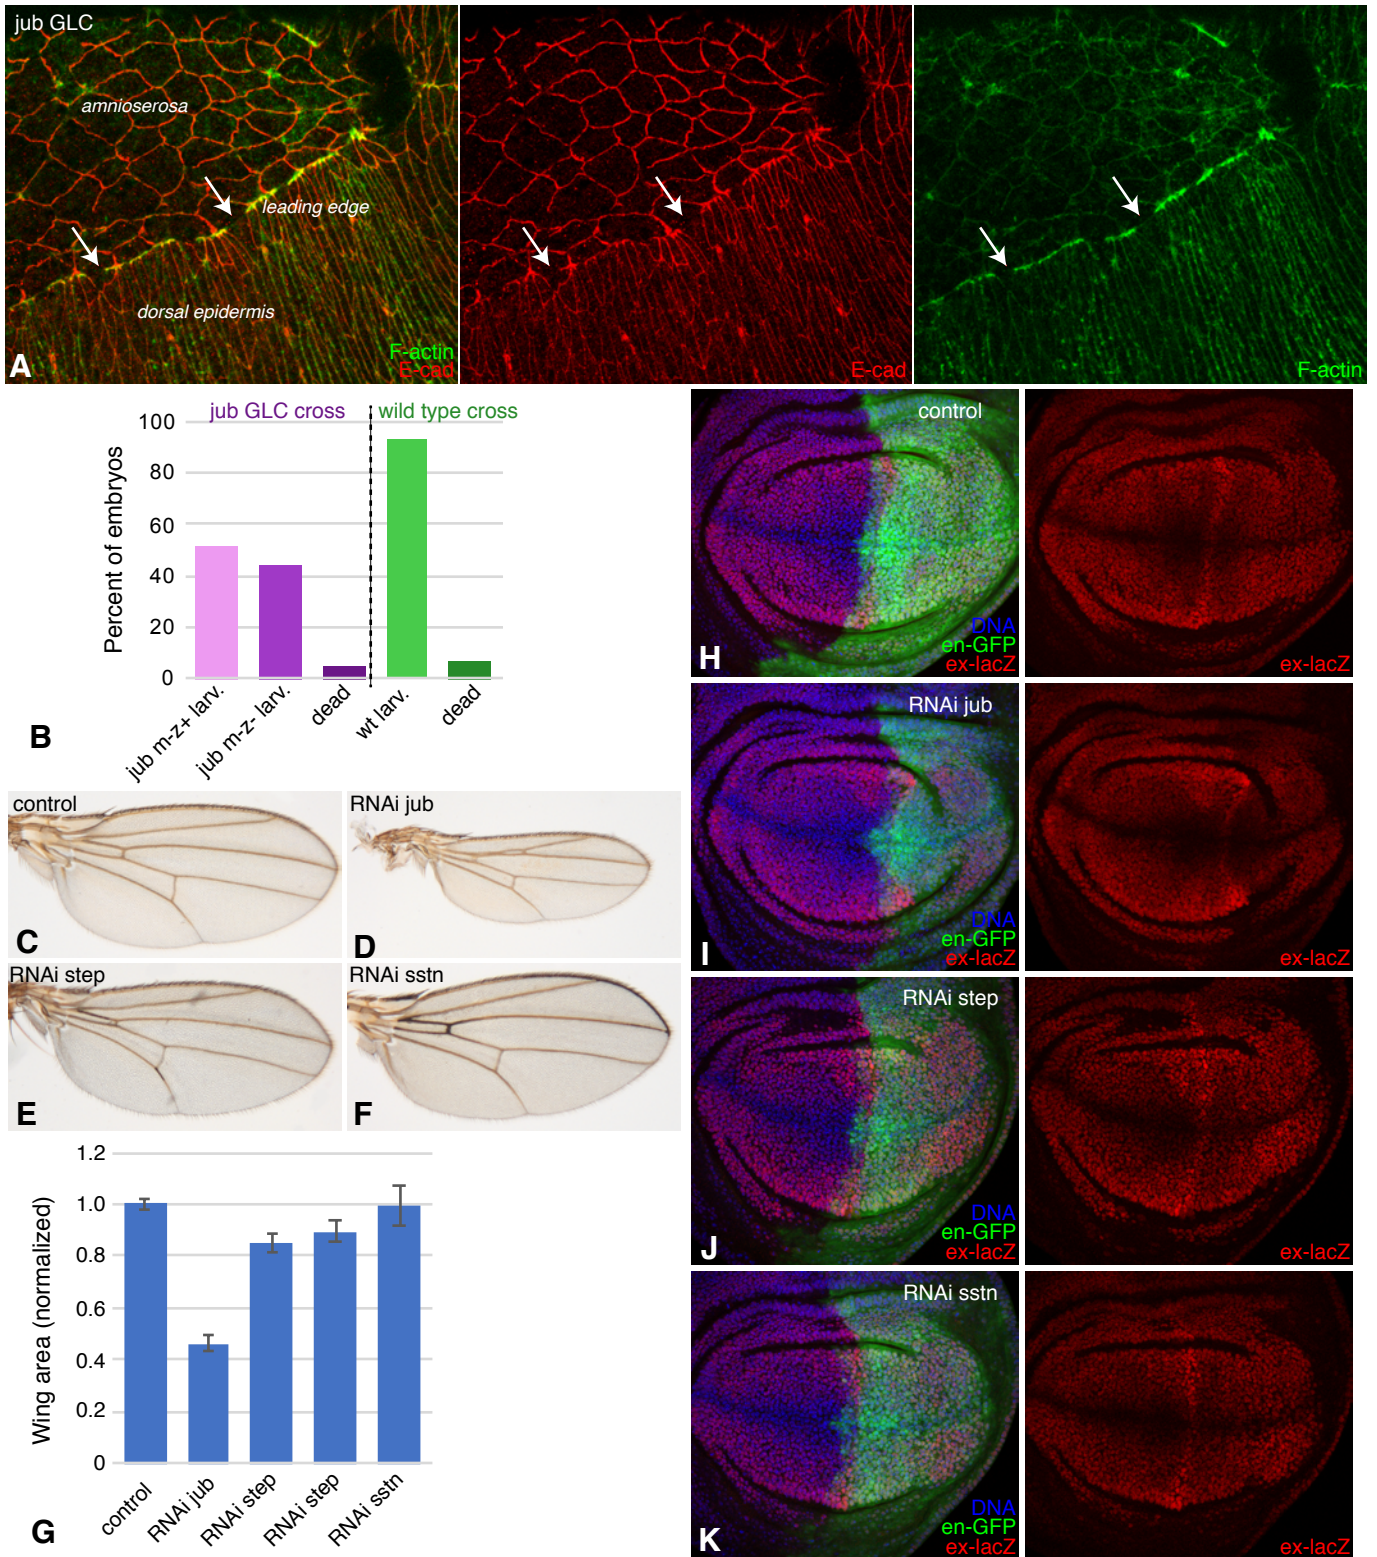 jub GLC
amnioserosa
leading edge
dorsal epidermis
F-actin
E-cad
A
E-cad
F-actin
jub GLC cross
wild type cross
Percent of embryos
100
80
60
40
20
0
jub m-z+ larv.
jub m-z- larv.
dead
wt larv.
dead
B
control
C
RNAi jub
D
RNAi step
E
RNAi sstn
F
Wing area (normalized)
1.2
1.0
0.8
0.6
0.4
0.2
0
control
RNAi jub
RNAi step
RNAi step
RNAi sstn
G
control
DNA
en-GFP
ex-lacZ
H
ex-lacZ
RNAi jub
DNA
en-GFP
ex-lacZ
I
ex-lacZ
RNAi step
DNA
en-GFP
ex-lacZ
J
ex-lacZ
RNAi sstn
DNA
en-GFP
ex-lacZ
K
ex-lacZ